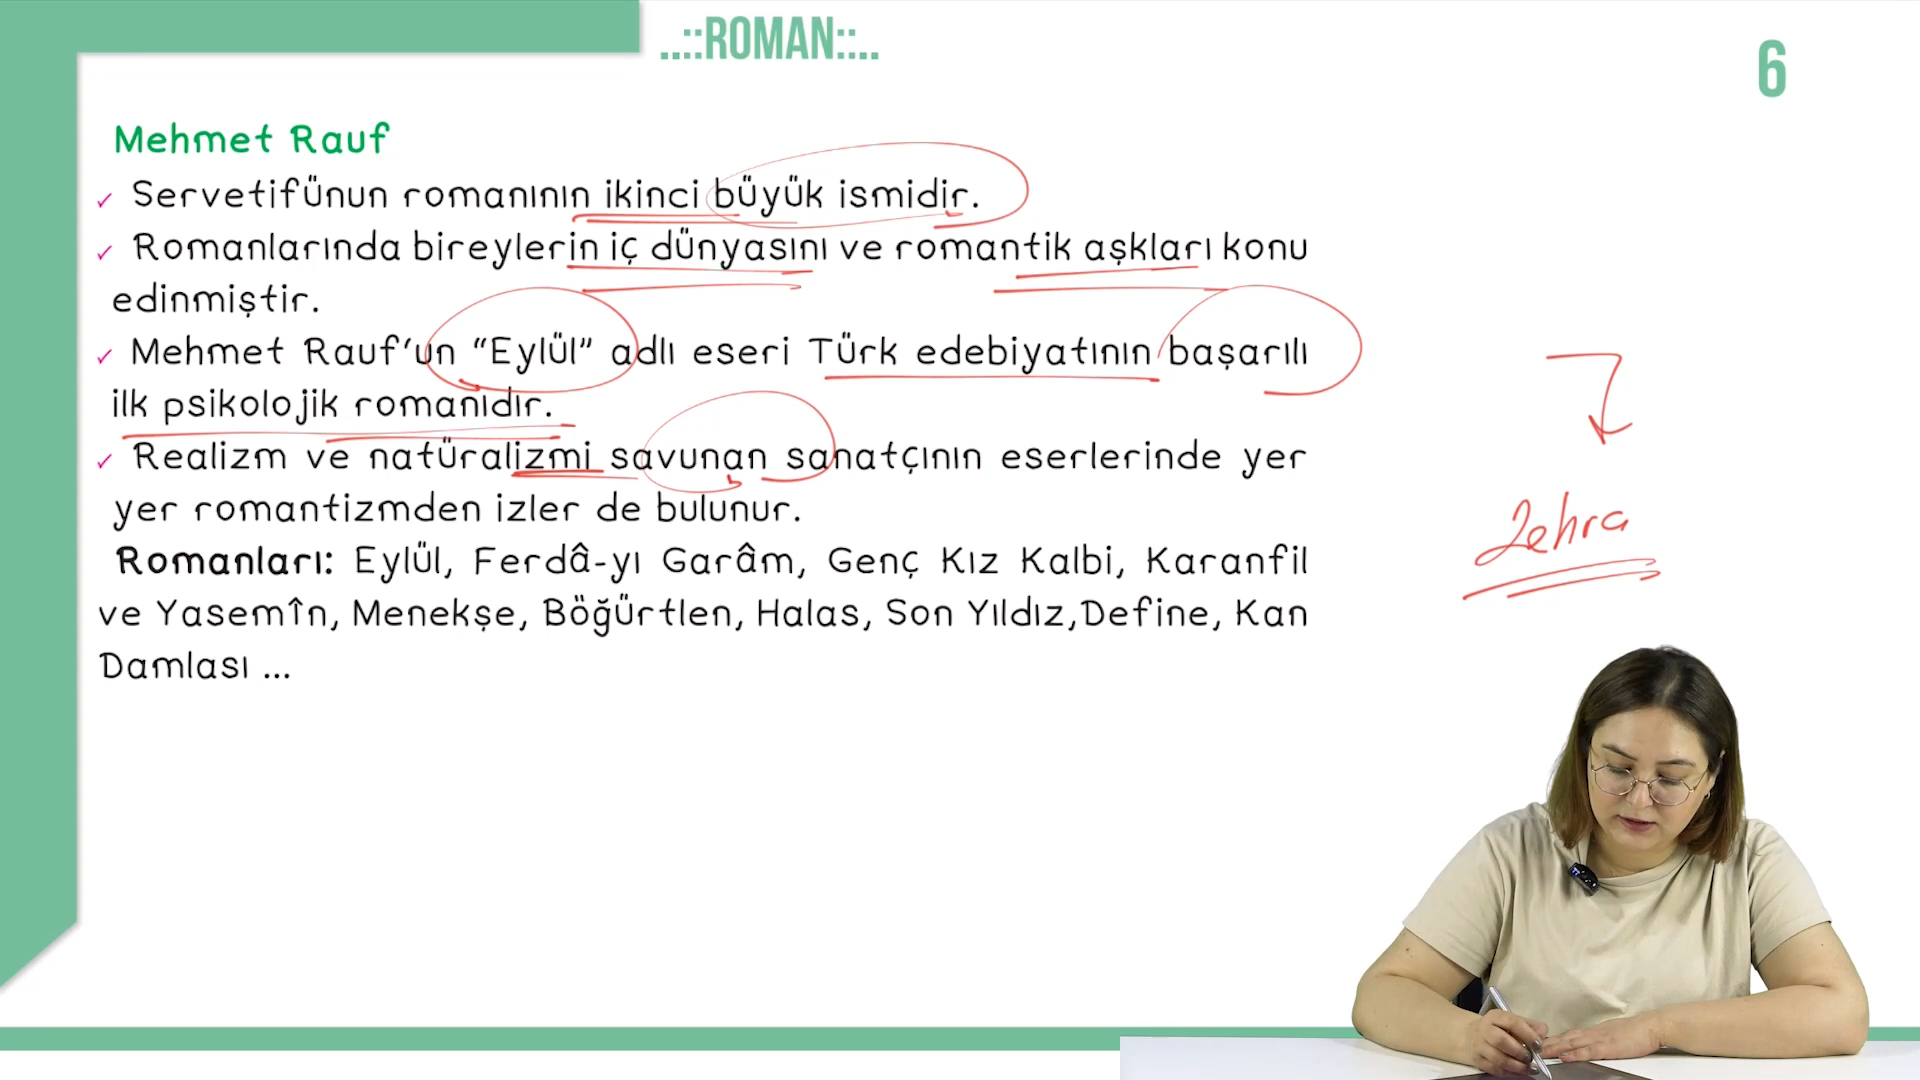 ..::ROMAN::..
6
Mehmet Rauf
✓ Servetifünun romanının ikinci büyük ismidir.
✓ Romanlarında bireylerin iç dünyasını ve romantik aşkları konu
edinmiştir.
✓ Mehmet Rauf’un “Eylül” adlı eseri Türk edebiyatının başarılı
ilk psikolojik romanıdır.
✓ Realizm ve natüralizmi savunan sanatçının eserlerinde yer
yer romantizmden izler de bulunur.
Romanları: Eylül, Ferdâ-yı Garâm, Genç Kız Kalbi, Karanfil
ve Yasemîn, Menekşe, Böğürtlen, Halas, Son Yıldız,Define, Kan
Damlası ...
Zehra